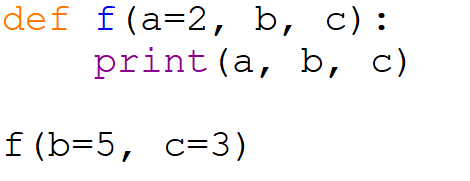 def f(a=2, b, c):
    print(a, b, c)
f(b=5, c=3)